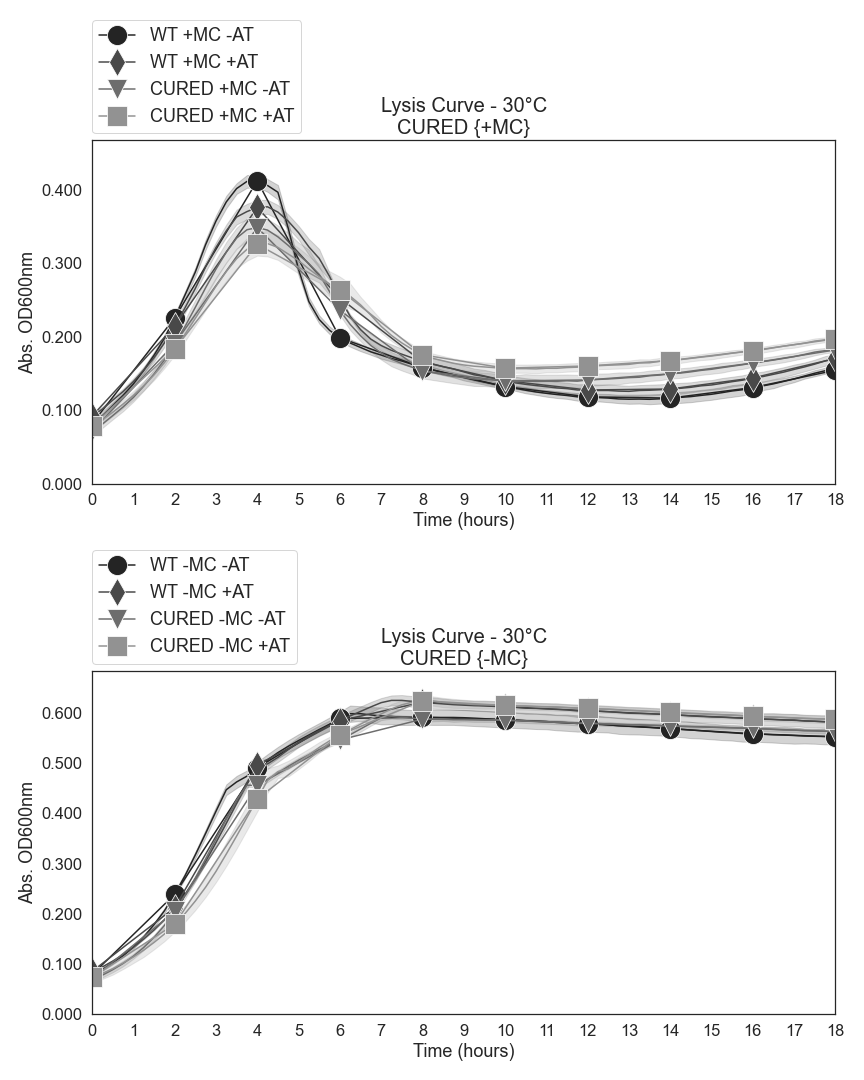 WT +MC -AT
WT +MC +AT
CURED +MC -AT
CURED +MC +AT
Lysis Curve - 30°C
CURED {+MC}
0.400
0.300
0.200
0.100
0.000
Abs. OD600nm
0 1 2 3 4 5 6 7 8 9 10 11 12 13 14 15 16 17 18
Time (hours)
WT -MC -AT
WT -MC +AT
CURED -MC -AT
CURED -MC +AT
Lysis Curve - 30°C
CURED {-MC}
0.600
0.500
0.400
0.300
0.200
0.100
0.000
Abs. OD600nm
0 1 2 3 4 5 6 7 8 9 10 11 12 13 14 15 16 17 18
Time (hours)